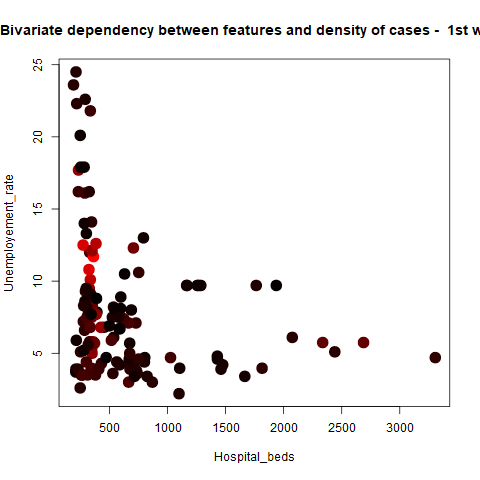 Bivariate dependency between features and density of cases - 1st w
Unemployement_rate
25
20
15
10
5
500 1000 1500 2000 2500 3000
Hospital_beds